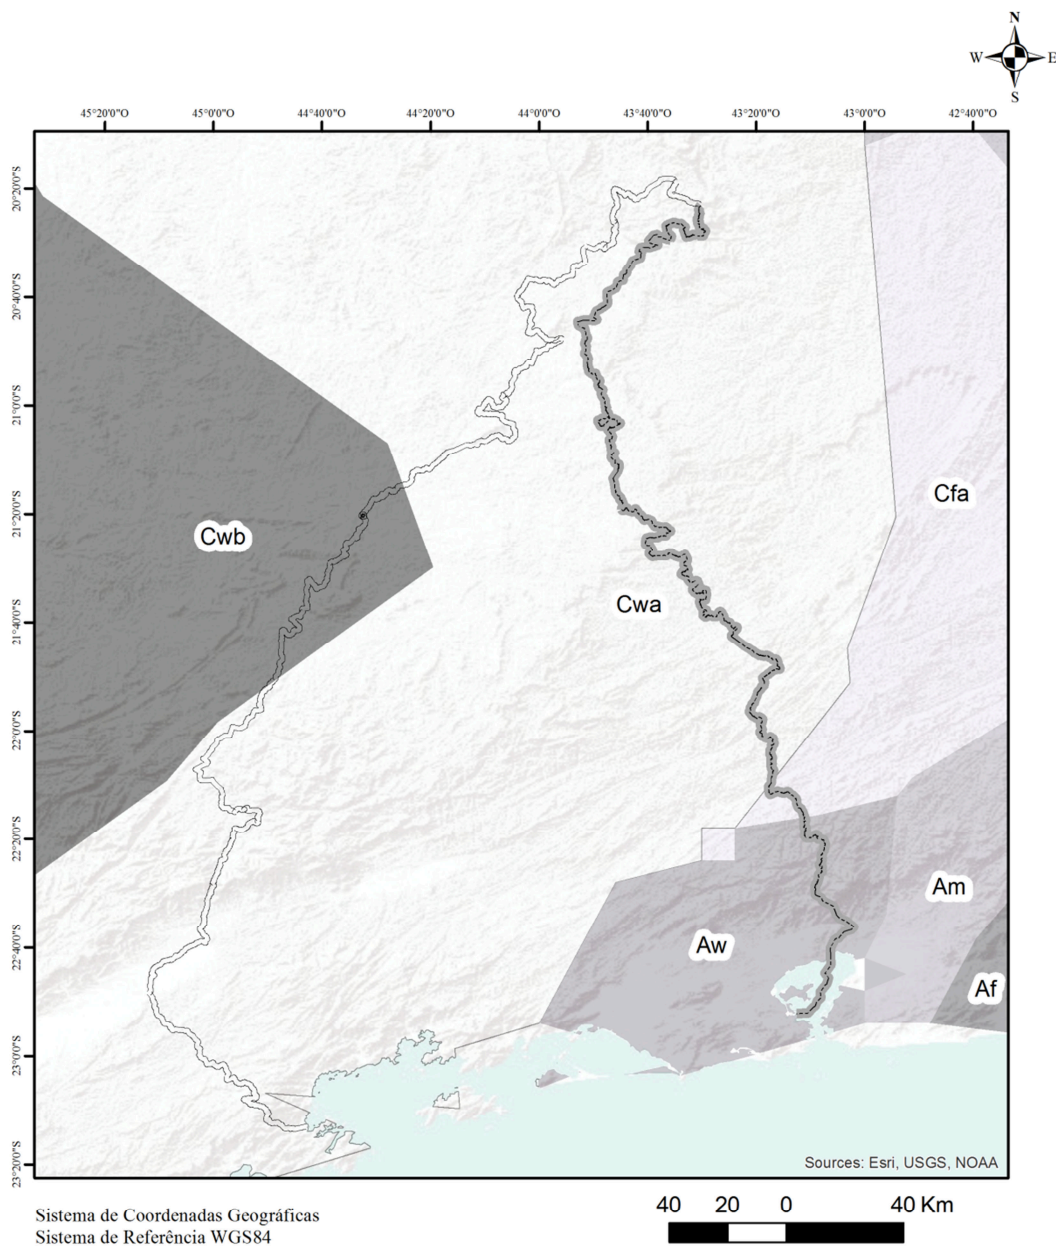 N
W E
S
45°20'0"O 45°0'0"O 44°40'0"O 44°20'0"O 44°0'0"O 43°40'0"O 43°20'0"O 43°0'0"O 42°40'0"O
20°20'0"S
20°40'0"S
21°0'0"S
Cfa
21°20'0"S
Cwb
Cwa
21°40'0"S
22°0'0"S
22°20'0"S
Am
22°40'0"S
Aw
Af
23°0'0"S
23°20'0"S
Sources: Esri, USGS, NOAA
40 20 0 40 Km
Sistema de Coordenadas Geográficas
Sistema de Referência WGS84